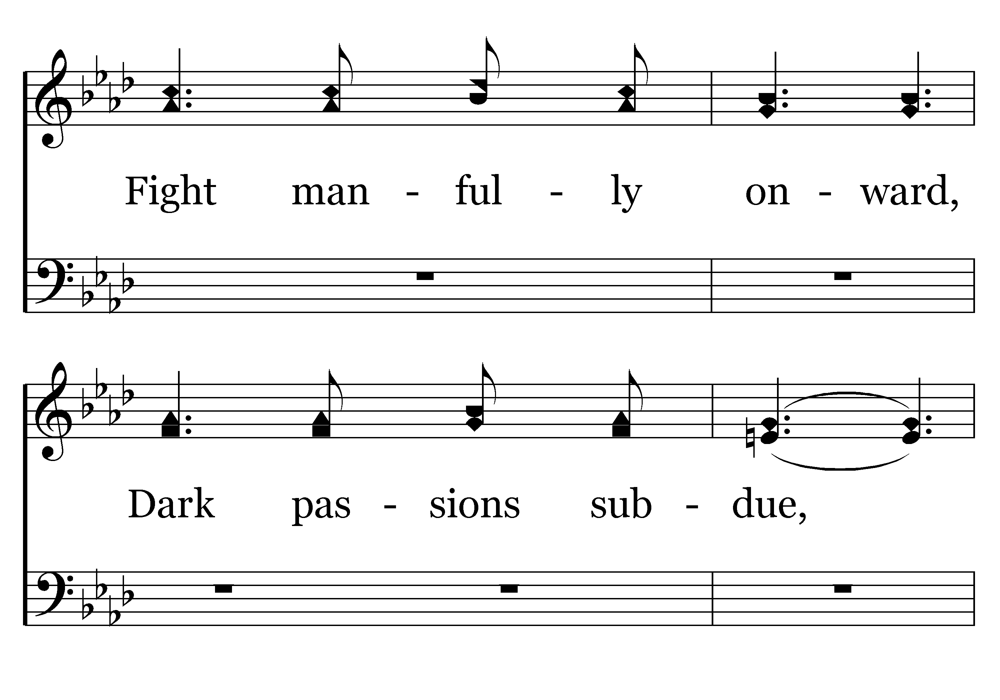 Fight man - ful - ly on - ward,
Dark pas - sions sub - due,